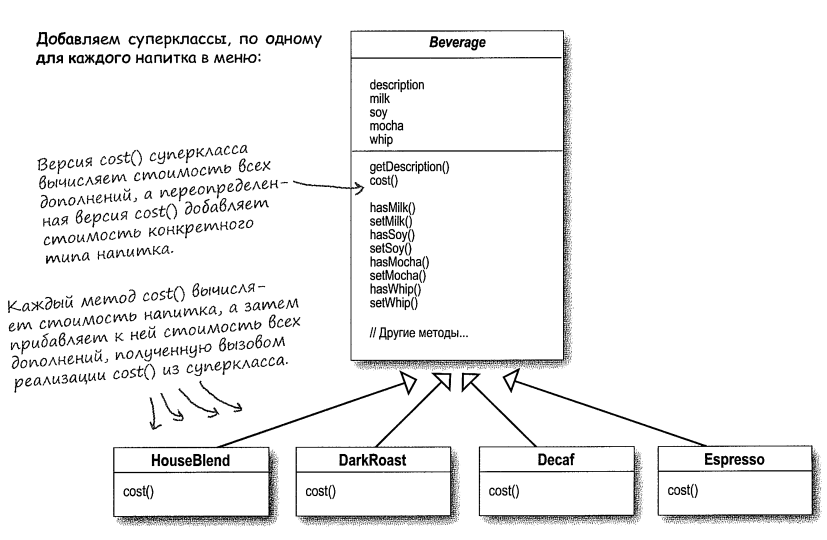 Добавляем суперклассы, по одному
для каждого напитка в меню:
Beverage
description
milk
soy
mocha
whip
getDescription()
cost()
hasMilk()
setMilk()
hasSoy()
setSoy()
hasMocha()
setMocha()
hasWhip()
setWhip()
// Другие методы...
Версия cost() суперкласса
вычисляет стоимость всех
дополнений, а переопределен-
ная версия cost() добавляет
стоимость конкретного
типа напитка.
Каждый метод cost() вычисля-
ет стоимость напитка, а затем
прибавляет к ней стоимость всех
дополнений, полученную вызовом
реализации cost() из суперкласса.
HouseBlend
cost()
DarkRoast
cost()
Decaf
cost()
Espresso
cost()